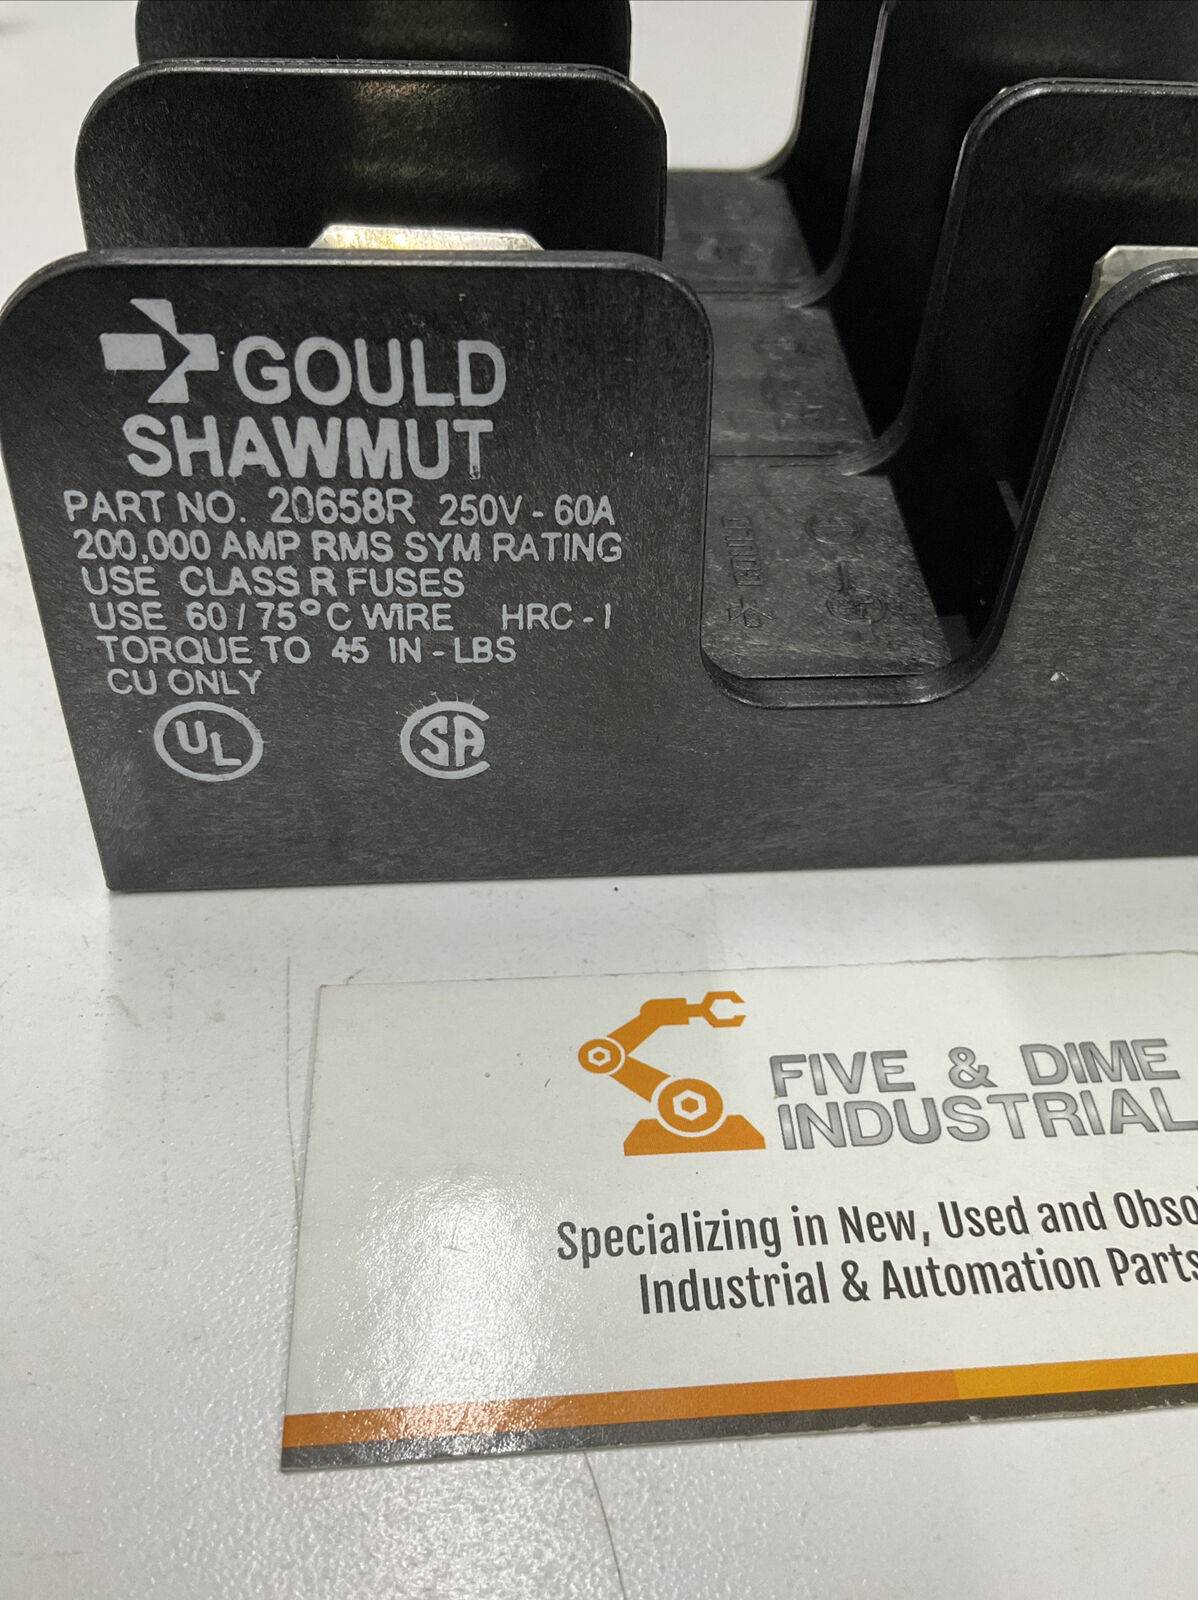 GOULD
SHAWMUT
PART NO. 20658R 250V - 60A
200,000 AMP RMS SYM RATING
USE CLASS R FUSES
USE 60 / 75°C WIRE HRC - I
TORQUE TO 45 IN - LBS
CU ONLY
UL
SA
FIVE & DIME
INDUSTRIAL
Specializing in New, Used and Obso
Industrial & Automation Parts